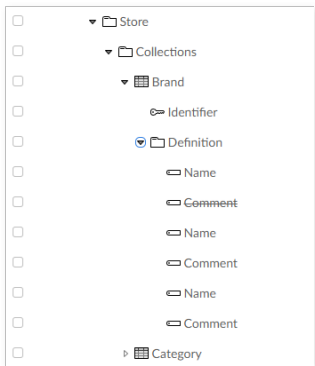 Store
Collections
Brand
Identifier
Definition
Name
Comment
Name
Comment
Name
Comment
Category